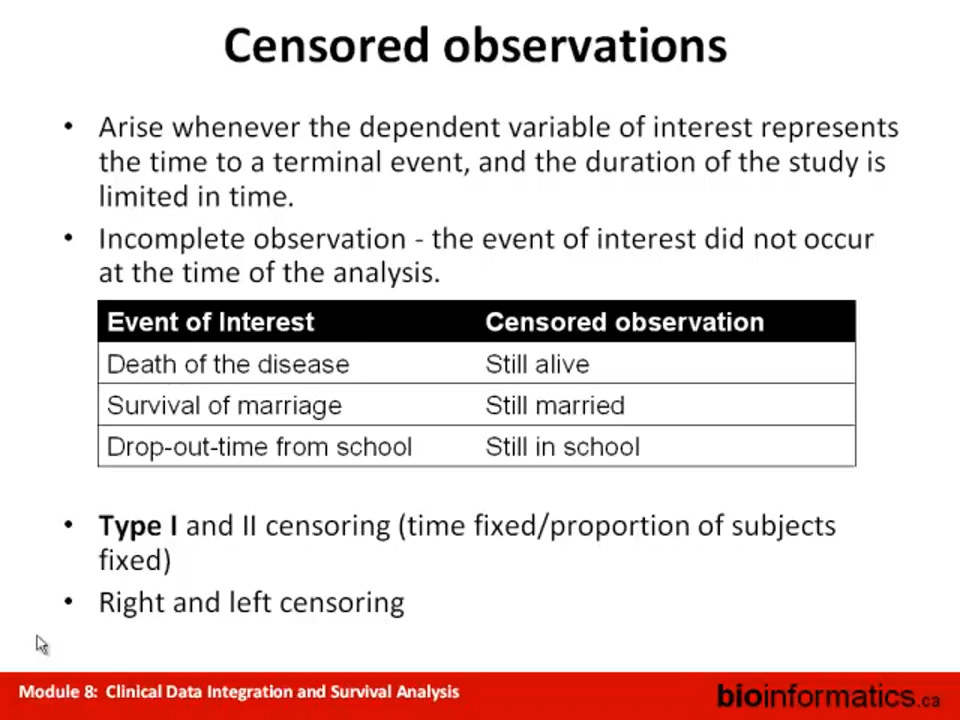 Censored observations
• Arise whenever the dependent variable of interest represents
the time to a terminal event, and the duration of the study is
limited in time.
• Incomplete observation - the event of interest did not occur
at the time of the analysis.
Event of Interest Censored observation
Death of the disease Still alive
Survival of marriage Still married
Drop-out-time from school Still in school
• Type I and II censoring (time fixed/proportion of subjects
fixed)
• Right and left censoring
Module 8: Clinical Data Integration and Survival Analysis
bioinformatics.ca